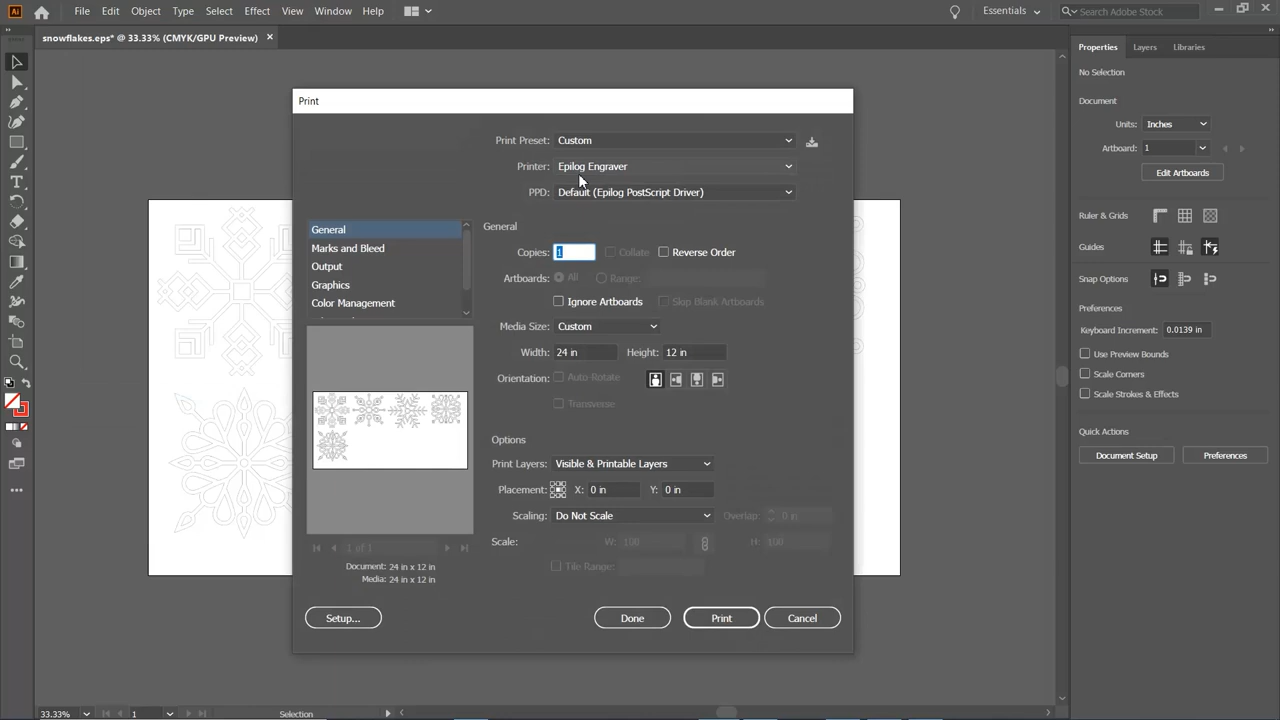 Ai File Edit Object Type Select Effect View Window Help Essentials Search Adobe Stock
snowflakes.eps* @ 33.33% (CMYK/GPU Preview)
Properties Layers Libraries
No Selection
Document
Units: Inches
Artboard: 1
Edit Artboards
Ruler & Grids
Guides
Snap Options
Preferences
Keyboard Increment: 0.0139 in
Use Preview Bounds
Scale Corners
Scale Strokes & Effects
Quick Actions
Document Setup Preferences
Print
Print Preset: Custom
Printer: Epilog Engraver
PPD: Default (Epilog PostScript Driver)
General
Marks and Bleed
Output
Graphics
Color Management
General
Copies: 1 Collate Reverse Order
Artboards: All Range:
Ignore Artboards Skip Blank Artboards
Media Size: Custom
Width: 24 in Height: 12 in
Orientation: Auto-Rotate
Transverse
Options
Print Layers: Visible & Printable Layers
Placement: X: 0 in Y: 0 in
Scaling: Do Not Scale Overlap: 0 in
Scale: W: 100 H: 100
Tile Range:
1 of 1
Document: 24 in x 12 in
Media: 24 in x 12 in
Setup... Done Print Cancel
33.33% 1 Selection